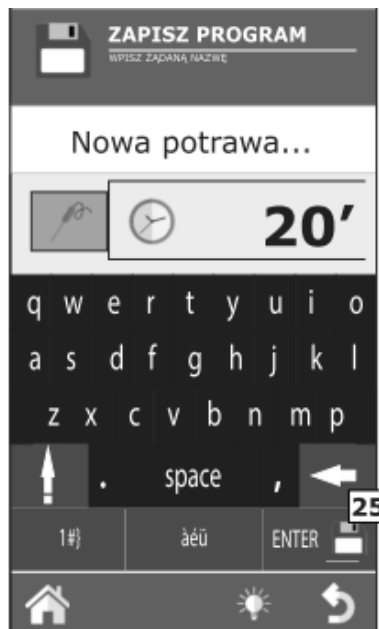 ZAPISZ PROGRAM
WPISZ ŻĄDANĄ NAZWĘ
Nowa potrawa...
20’
q w e r t y u i o
a s d f g h j k l
z x c v b n m p
. space ,
25
1#} àéü ENTER